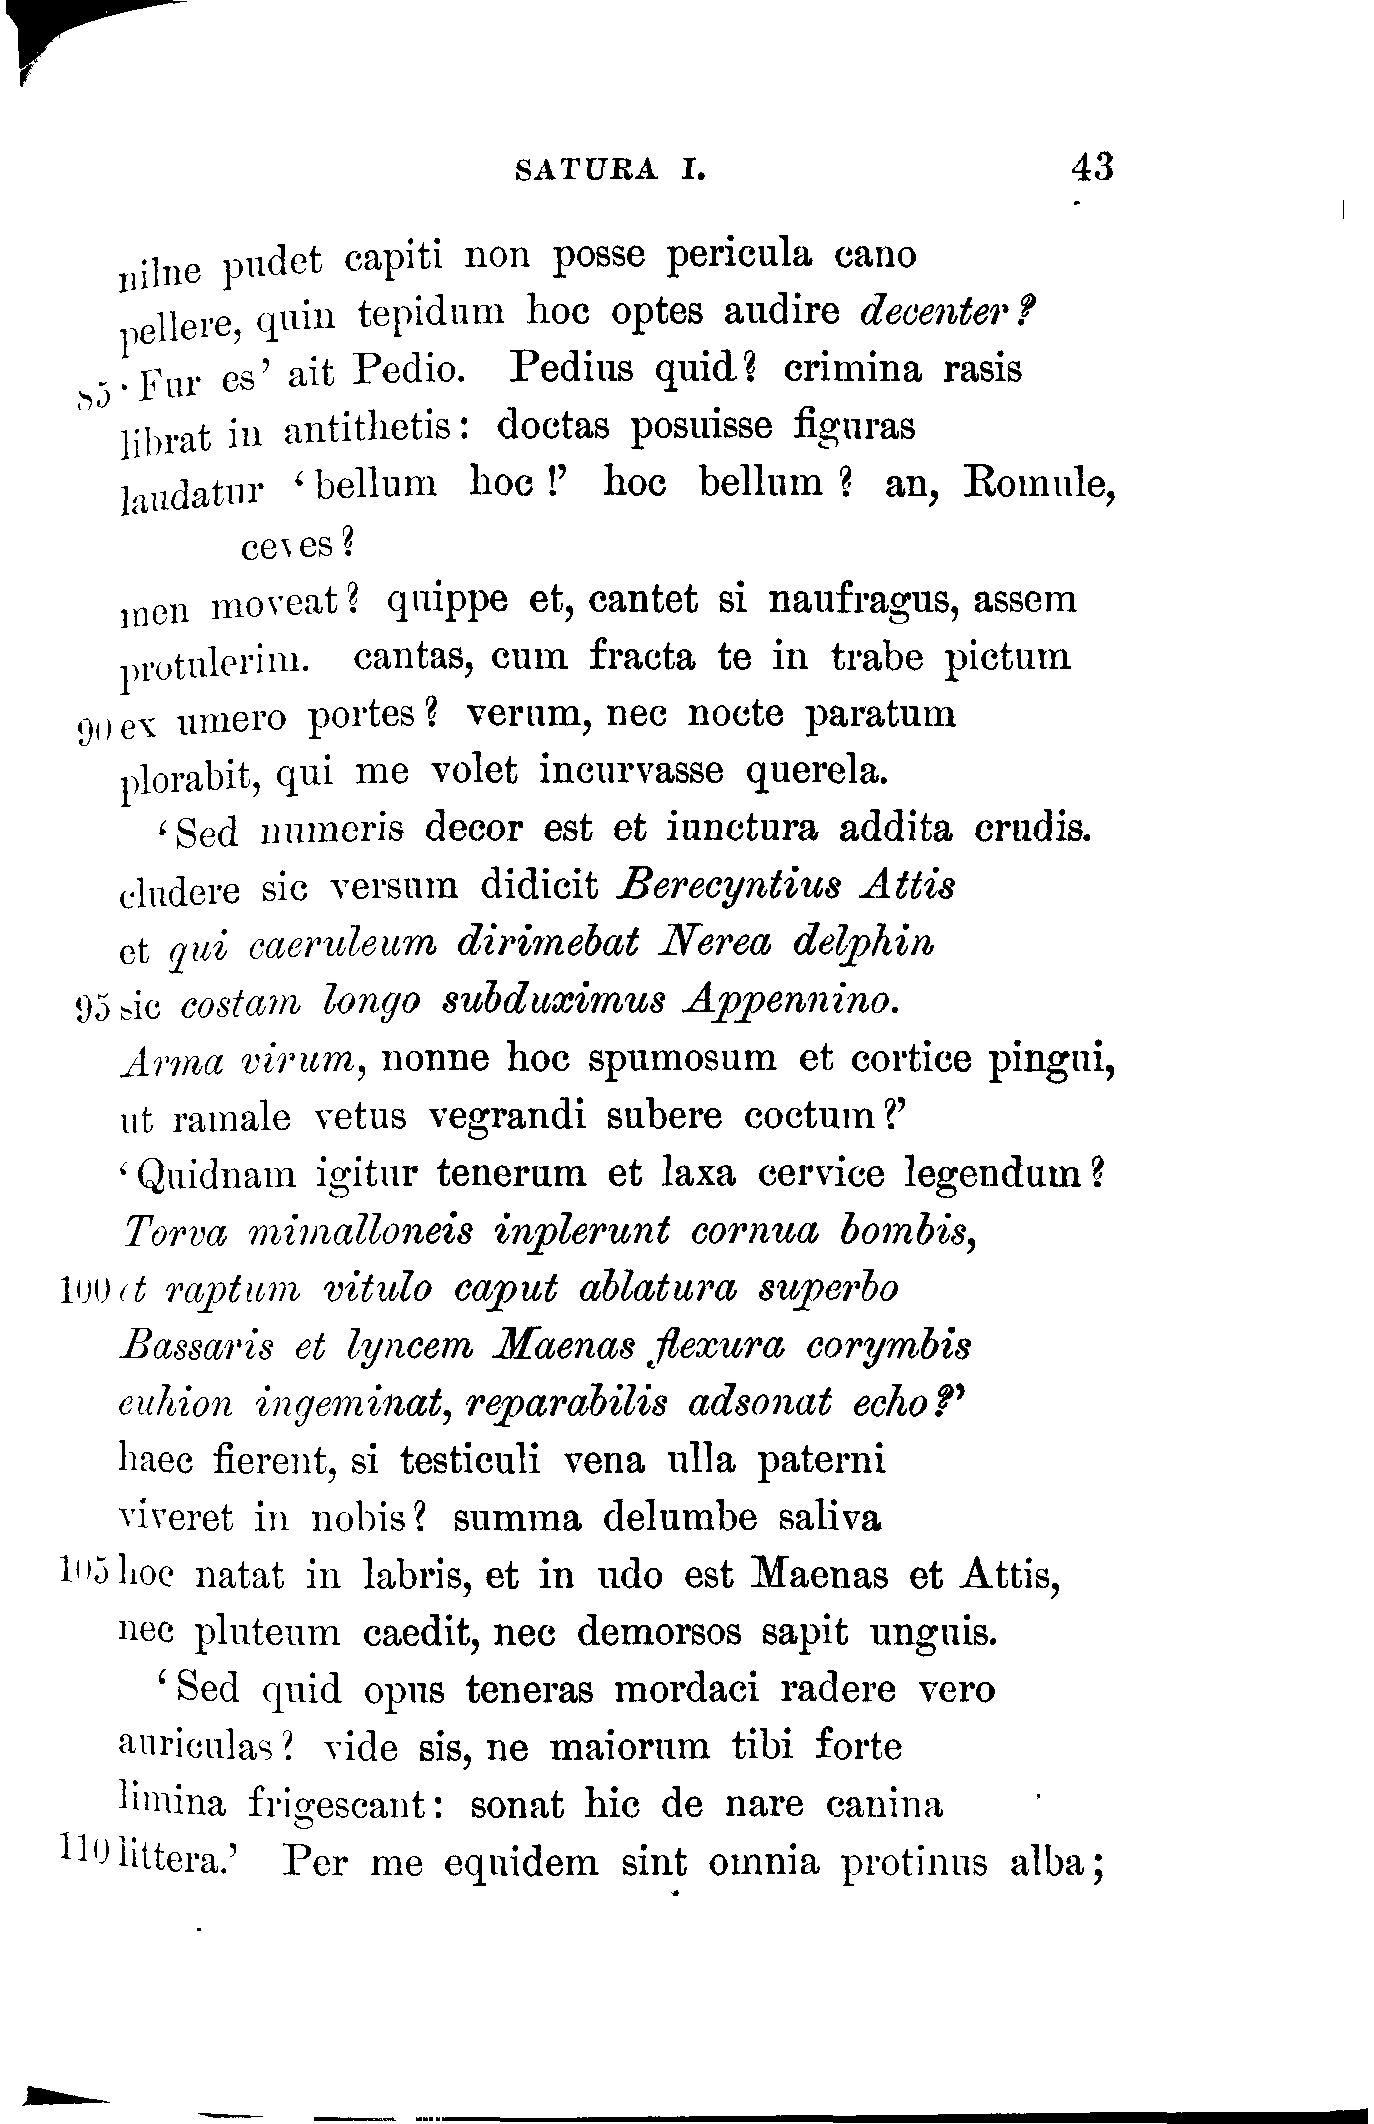 SATURA I. 43
nilne pudet capiti non posse pericula cano
pellere, quin tepidum hoc optes audire decenter?
85 ‘Fur es’ ait Pedio. Pedius quid? crimina rasis
librat in antithetis: doctas posuisse figuras
laudatur ‘bellum hoc!’ hoc bellum? an, Romule,
ceves?
men moveat? quippe et, cantet si naufragus, assem
protulerim. cantas, cum fracta te in trabe pictum
90 ex umero portes? verum, nec nocte paratum
plorabit, qui me volet incurvasse querela.
‘Sed numeris decor est et iunctura addita crudis.
cludere sic versum didicit Berecyntius Attis
et qui caeruleum dirimebat Nerea delphin
95 sic costam longo subduximus Appennino.
Arma virum, nonne hoc spumosum et cortice pingui,
ut ramale vetus vegrandi subere coctum?’
‘Quidnam igitur tenerum et laxa cervice legendum?
Torva mimalloneis inplerunt cornua bombis,
100 et raptum vitulo caput ablatura superbo
Bassaris et lyncem Maenas flexura corymbis
euhion ingeminat, reparabilis adsonat echo?’
haec fierent, si testiculi vena ulla paterni
viveret in nobis? summa delumbe saliva
105 hoc natat in labris, et in udo est Maenas et Attis,
nec pluteum caedit, nec demorsos sapit unguis.
‘Sed quid opus teneras mordaci radere vero
auriculas? vide sis, ne maiorum tibi forte
limina frigescant: sonat hic de nare canina
110 littera.’ Per me equidem sint omnia protinus alba;